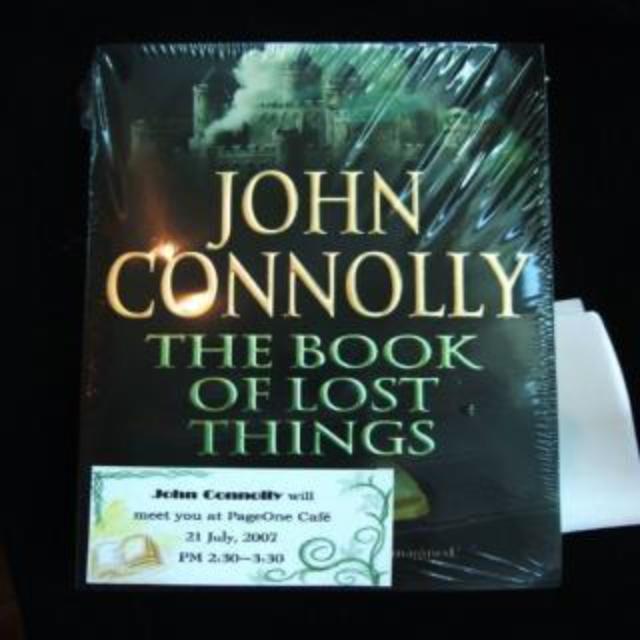 JOHN
CONNOLLY
THE BOOK
OF LOST
THINGS
John Connolly will
meet you at PageOne Café
21 July, 2007
PM 2:30—3:30